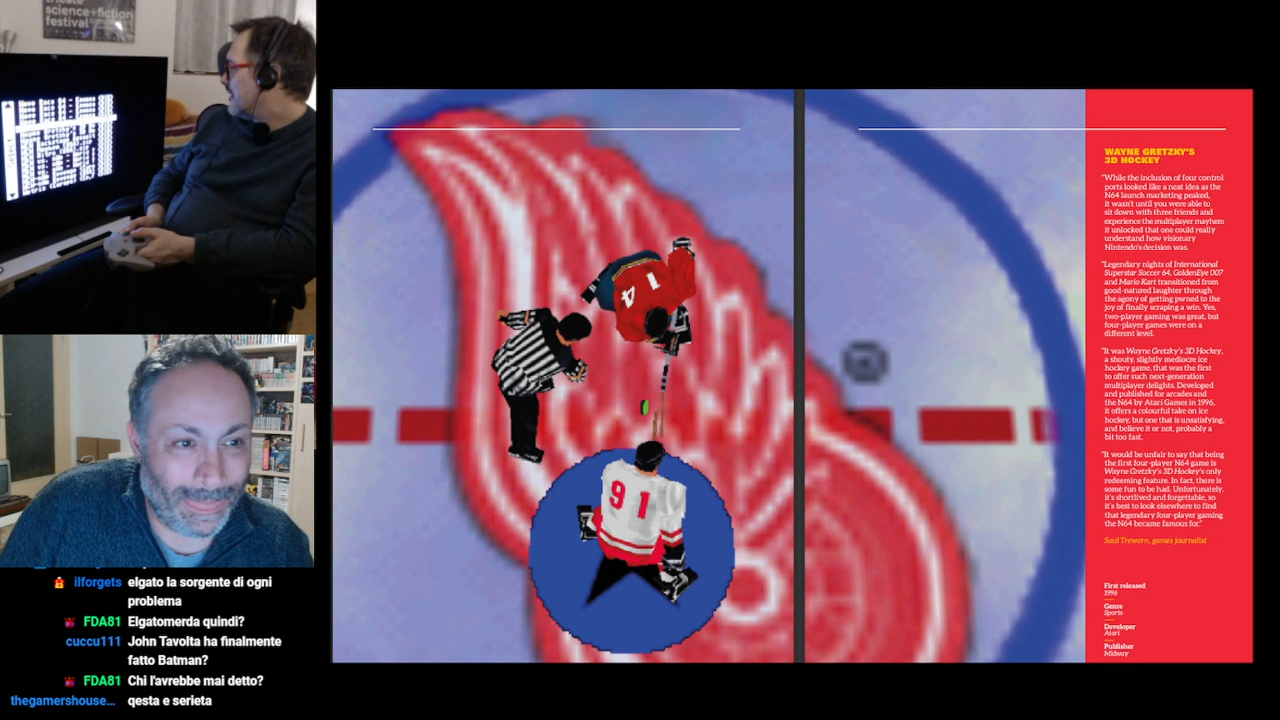 science+fiction
festival
ilforgets elgato la sorgente di ogni
problema
FDA81 Elgatomerda quindi?
cuccu111 John Tavolta ha finalmente
fatto Batman?
FDA81 Chi l'avrebbe mai detto?
thegamershouse... qesta e serieta
14
91
WAYNE GRETZKY'S
3D HOCKEY
"While the inclusion of four control
ports looked like a neat idea as the
N64 launch marketing peaked,
it wasn't until you were able to
sit down with three friends and
experience the multiplayer mayhem
it unlocked that one could really
understand how visionary
Nintendo's decision was.
"Legendary nights of International
Superstar Soccer 64, GoldenEye 007
and Mario Kart transitioned from
good-natured laughter through
the agony of getting pwned to the
joy of finally scraping a win. Yes,
two-player gaming was great, but
four-player games were on a
different level.
"It was Wayne Gretzky's 3D Hockey,
a shouty, slightly mediocre ice
hockey game, that was the first
to offer such next-generation
multiplayer delights. Developed
and published for arcades and
the N64 by Atari Games in 1996,
it offers a colourful take on ice
hockey, but one that is unsatisfying,
and believe it or not, probably a
bit too fast.
"It would be unfair to say that being
the first four-player N64 game is
Wayne Gretzky's 3D Hockey's only
redeeming feature. In fact, there is
some fun to be had. Unfortunately,
it's shortlived and forgettable, so
it's best to look elsewhere to find
that legendary four-player gaming
the N64 became famous for."
Saul Trewern, games journalist
First released
1996
Genre
Sports
Developer
Atari
Publisher
Midway